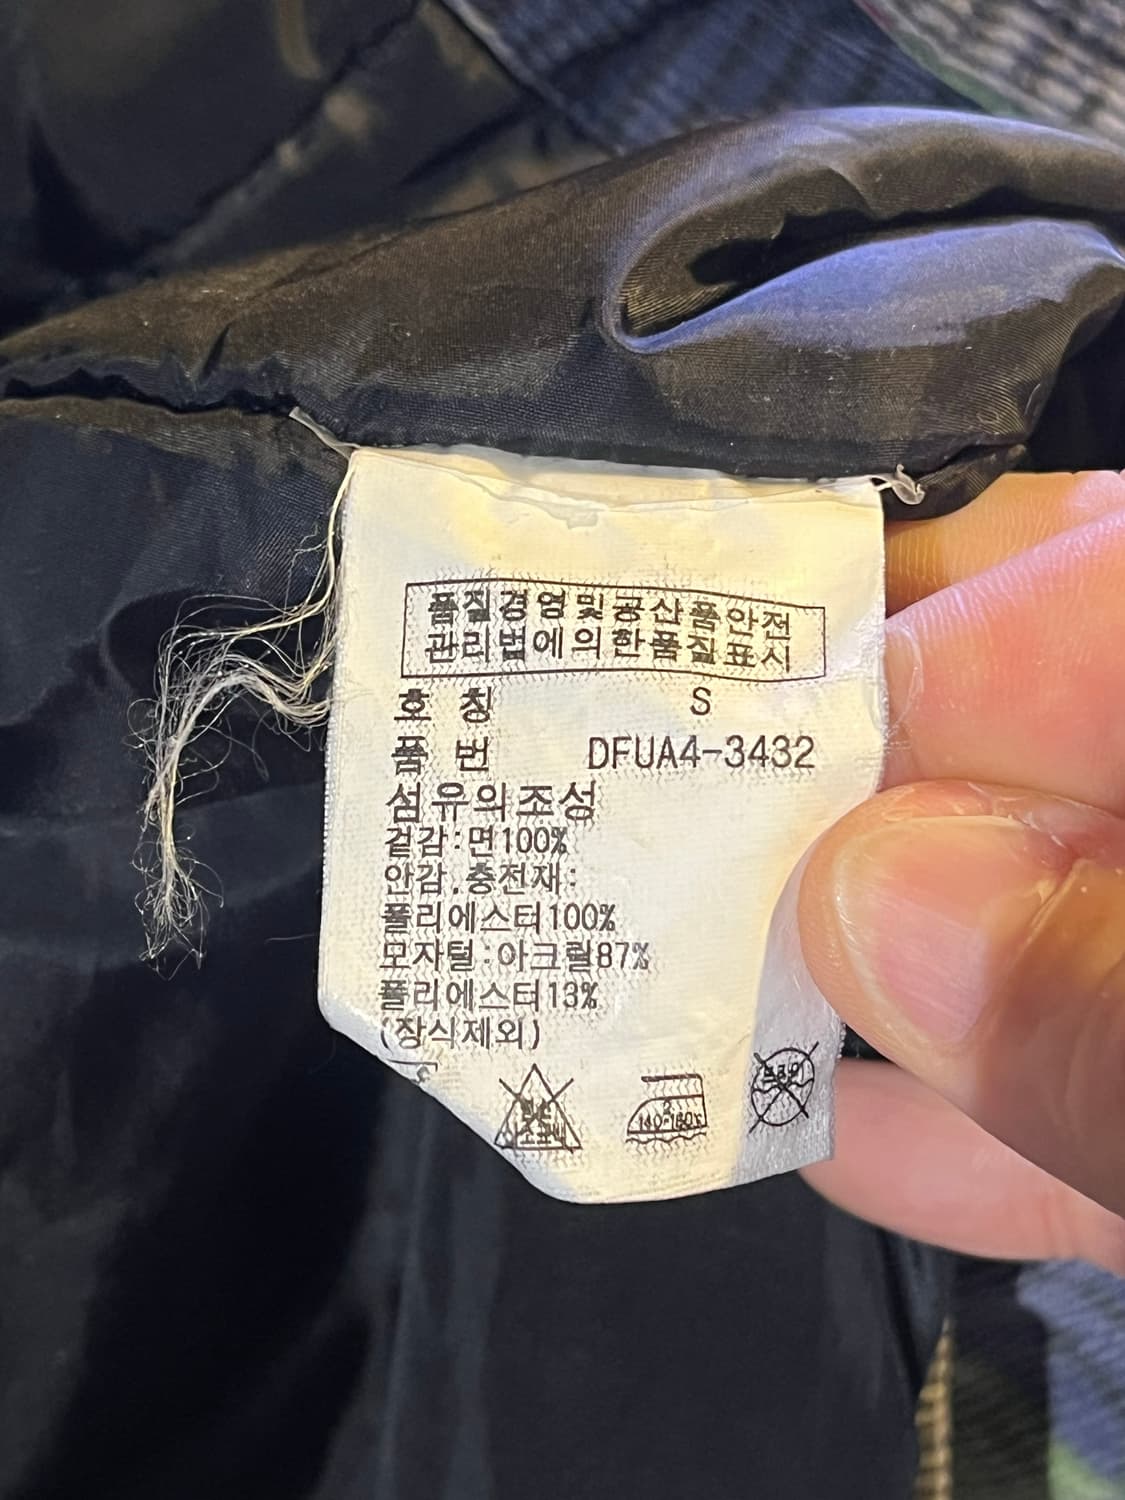 품질경영및공산품안전
관리법에의한품질표시
호 칭 S
품 번 DFUA4-3432
섬유의조성
겉감:면100%
안감,충전재:
폴리에스터100%
모자털:아크릴87%
폴리에스터13%
(장식제외)
2
140-160℃